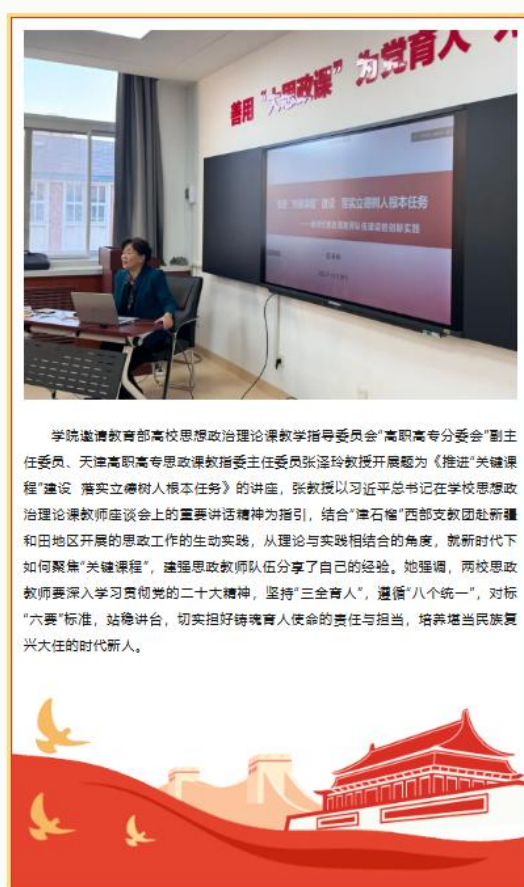 善用“大思政课”为党育人
落实立德树人根本任务
学院邀请教育部高校思想政治理论课教学指导委员会“高职高专分委会”副主
任委员、天津高职高专思政课教指委主任委员张泽玲教授开展题为《推进“关键课
程”建设 落实立德树人根本任务》的讲座，张教授以习近平总书记在学校思想政
治理论课教师座谈会上的重要讲话精神为指引，结合“津石榴”西部支教团赴新疆
和田地区开展的思政工作的生动实践，从理论与实践相结合的角度，就新时代下
如何聚焦“关键课程”，建强思政教师队伍分享了自己的经验。她强调，两校思政
教师要深入学习贯彻党的二十大精神，坚持“三全育人”，遵循“八个统一”，对标
“六要”标准，站稳讲台，切实担好铸魂育人使命的责任与担当，培养堪当民族复
兴大任的时代新人。